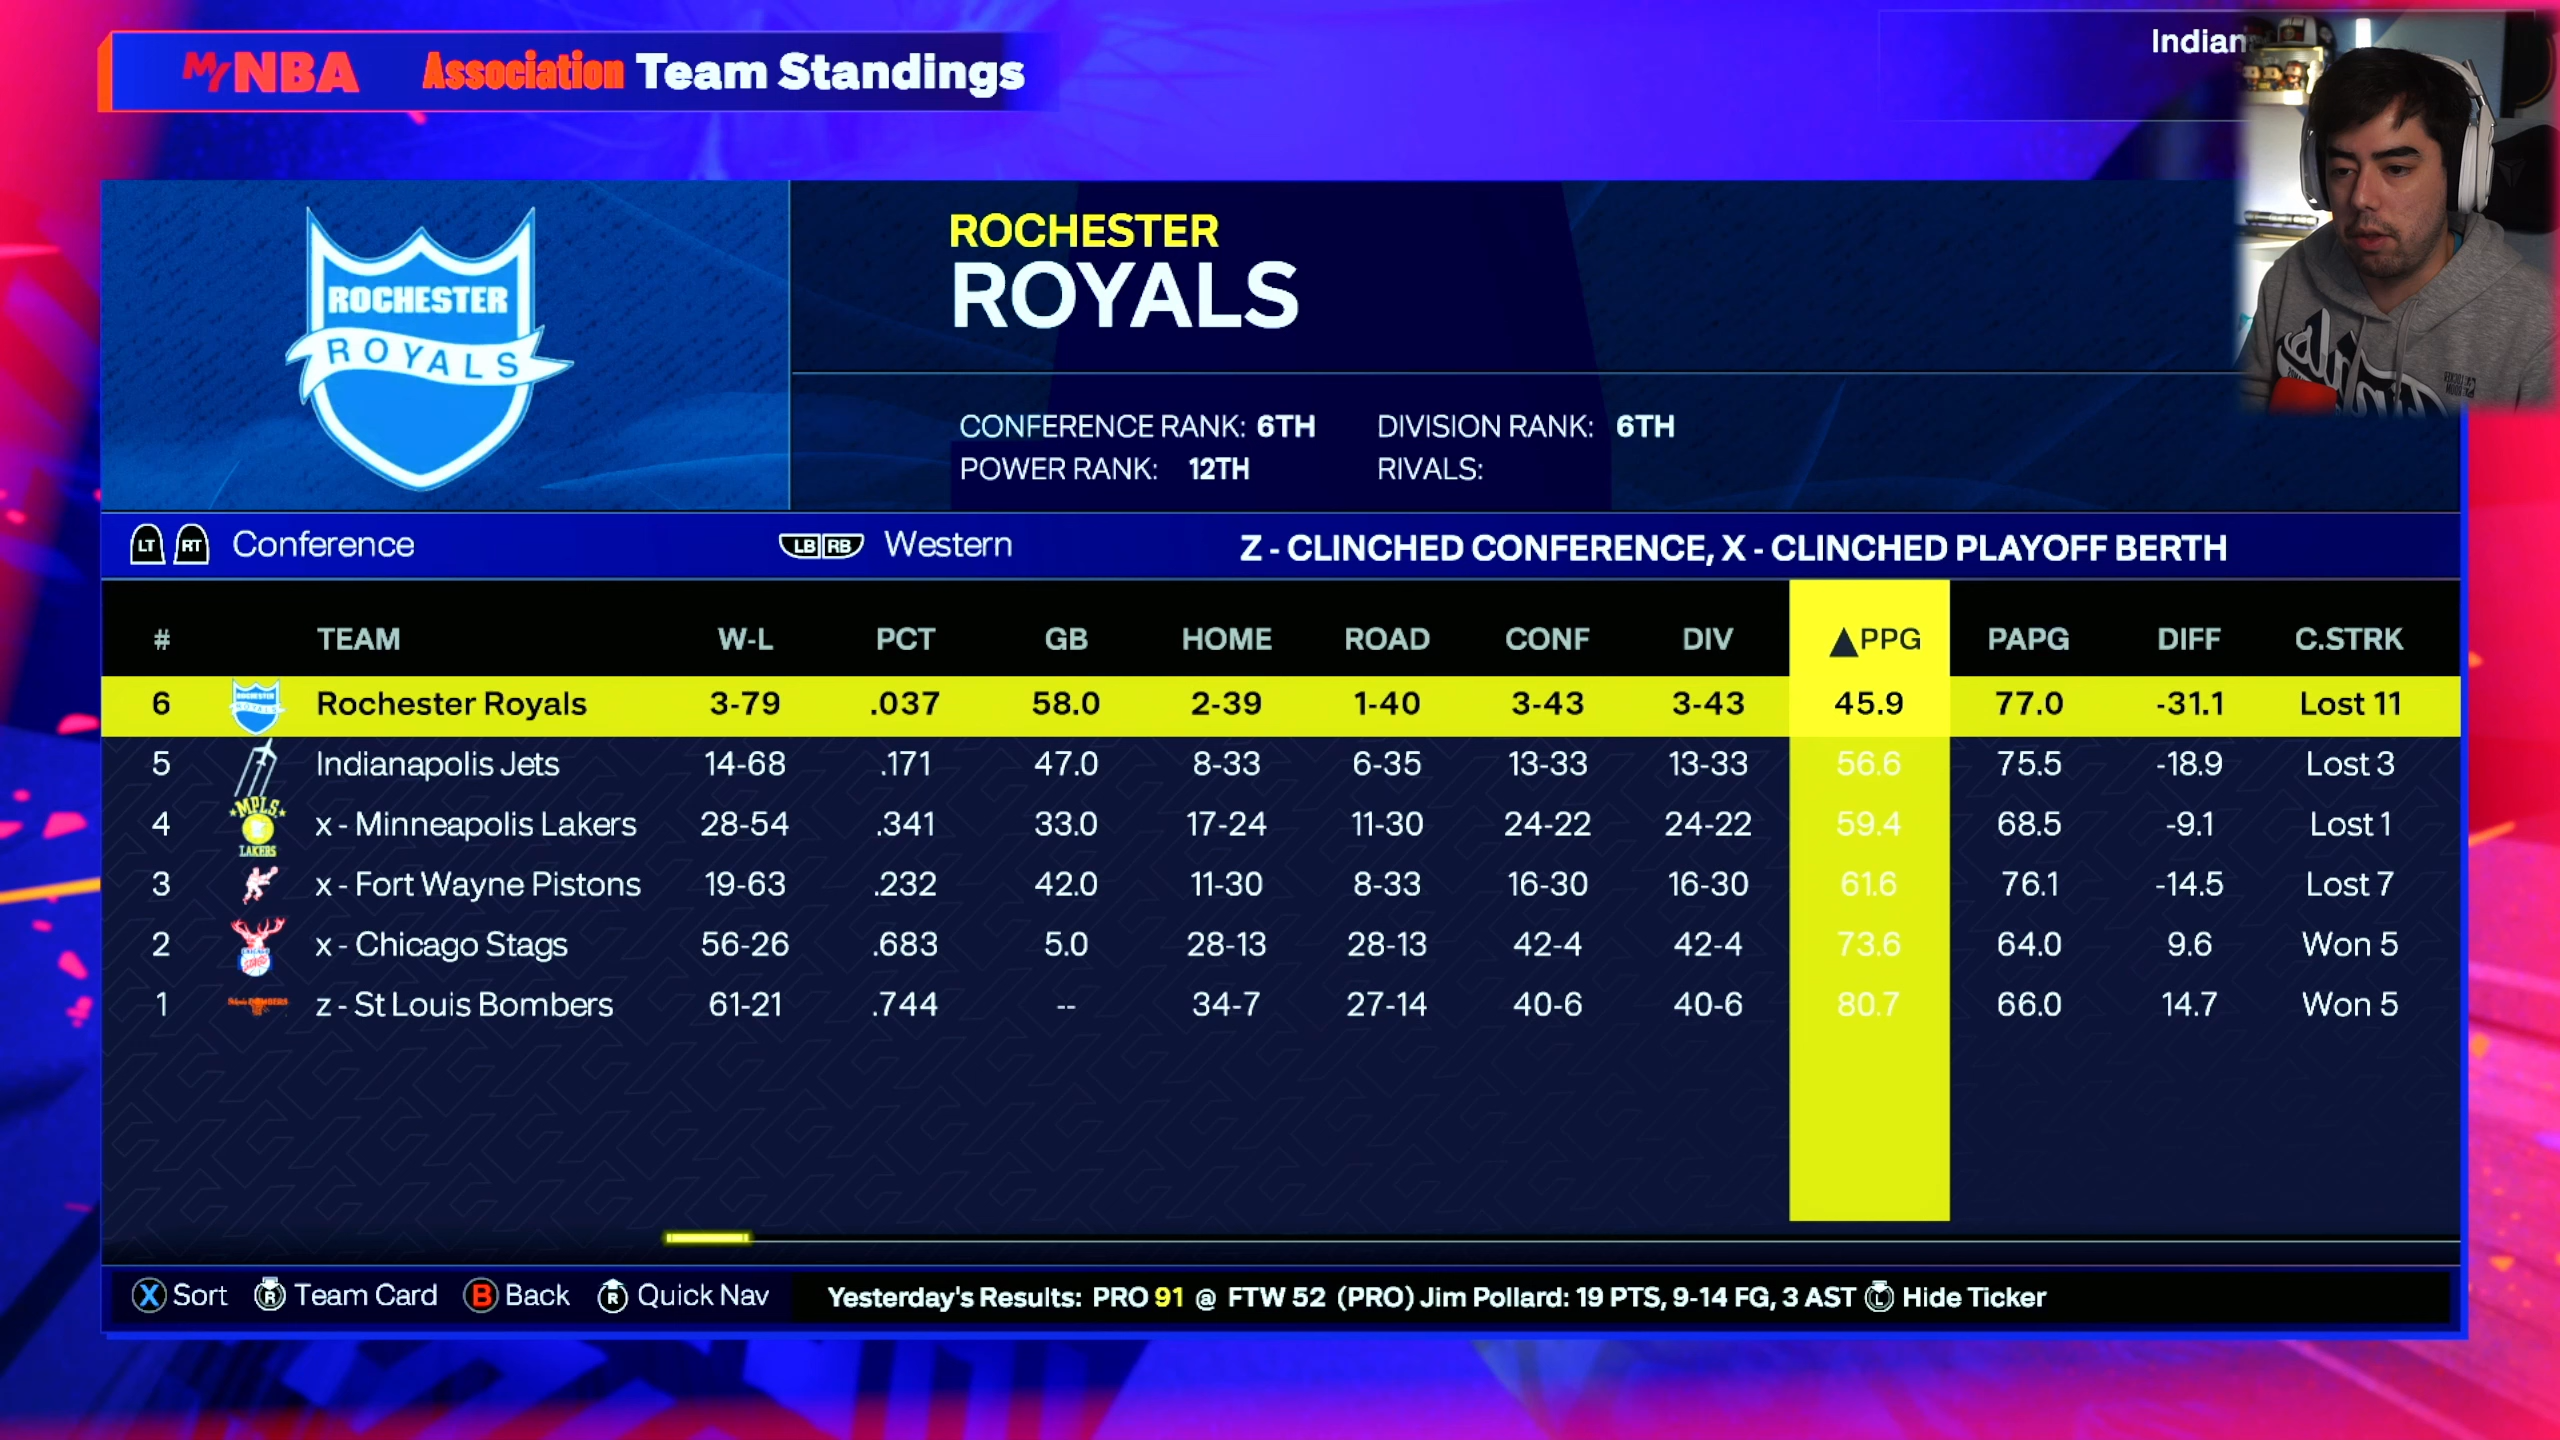 MyNBA Association Team Standings
Indian
ROCHESTER
ROYALS
ROCHESTER
ROYALS
CONFERENCE RANK: 6TH DIVISION RANK: 6TH
POWER RANK: 12TH RIVALS:
LT RT Conference LB RB Western Z - CLINCHED CONFERENCE, X - CLINCHED PLAYOFF BERTH
# TEAM W-L PCT GB HOME ROAD CONF DIV ▲PPG PAPG DIFF C.STRK
6 Rochester Royals 3-79 .037 58.0 2-39 1-40 3-43 3-43 45.9 77.0 -31.1 Lost 11
5 Indianapolis Jets 14-68 .171 47.0 8-33 6-35 13-33 13-33 56.6 75.5 -18.9 Lost 3
4 MPLS. LAKERS x - Minneapolis Lakers 28-54 .341 33.0 17-24 11-30 24-22 24-22 59.4 68.5 -9.1 Lost 1
3 x - Fort Wayne Pistons 19-63 .232 42.0 11-30 8-33 16-30 16-30 61.6 76.1 -14.5 Lost 7
2 x - Chicago Stags 56-26 .683 5.0 28-13 28-13 42-4 42-4 73.6 64.0 9.6 Won 5
1 z - St Louis Bombers 61-21 .744 -- 34-7 27-14 40-6 40-6 80.7 66.0 14.7 Won 5
X Sort R Team Card B Back R Quick Nav Yesterday's Results: PRO 91 @ FTW 52 (PRO) Jim Pollard: 19 PTS, 9-14 FG, 3 AST L Hide Ticker